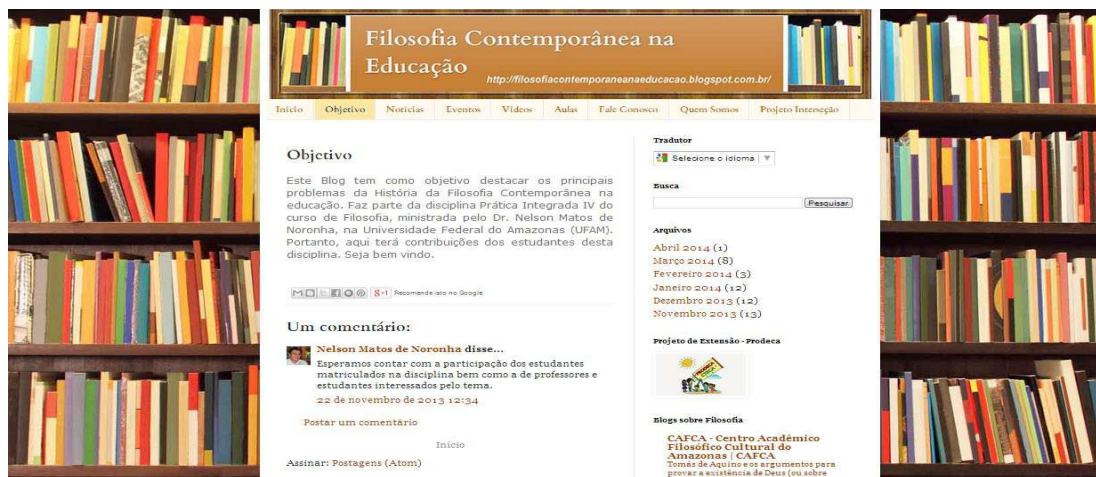 Filosofia Contemporânea na
Educação
http://filosofiacontemporaneanaeducacao.blogspot.com.br/
Início Objetivo Notícias Eventos Vídeos Aulas Fale Conosco Quem Somos Projeto Interseção
Objetivo
Este Blog tem como objetivo destacar os principais
problemas da História da Filosofia Contemporânea na
educação. Faz parte da disciplina Prática Integrada IV do
curso de Filosofia, ministrada pelo Dr. Nelson Matos de
Noronha, na Universidade Federal do Amazonas (UFAM).
Portanto, aqui terá contribuições dos estudantes desta
disciplina. Seja bem vindo.
g+1 Recomende isto no Google
Um comentário:
Nelson Matos de Noronha disse...
Esperamos contar com a participação dos estudantes
matriculados na disciplina bem como a de professores e
estudantes interessados pelo tema.
22 de novembro de 2013 12:34
Postar um comentário
Início
Assinar: Postagens (Atom)
Tradutor
Selecione o idioma
Busca
Pesquisar
Arquivos
Abril 2014 (1)
Março 2014 (8)
Fevereiro 2014 (3)
Janeiro 2014 (12)
Dezembro 2013 (12)
Novembro 2013 (13)
Projeto de Extensão - Prodeca
PRODECA
Blogs sobre Filosofia
CAFCA - Centro Acadêmico
Filosófico Cultural do
Amazonas | CAFCA
Tomás de Aquino e os argumentos para
provar a existência de Deus (ou sobre